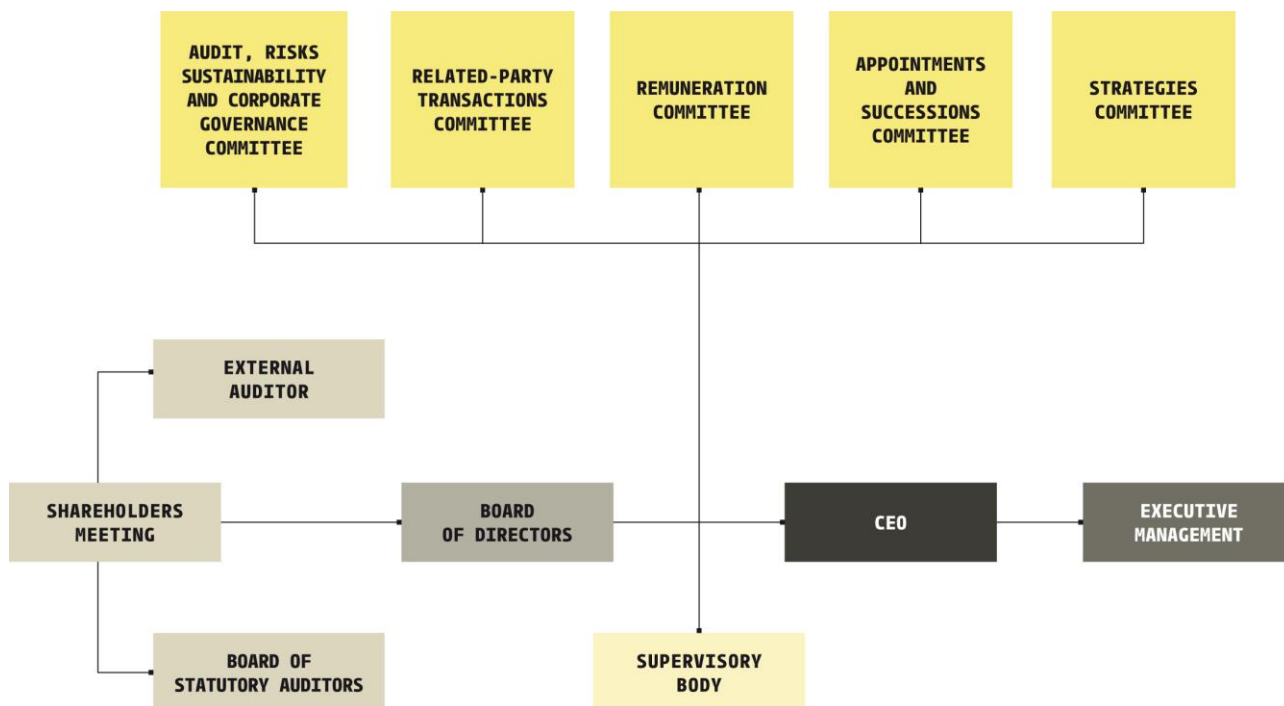 AUDIT, RISKS
SUSTAINABILITY
AND CORPORATE
GOVERNANCE
COMMITTEE
RELATED-PARTY
TRANSACTIONS
COMMITTEE
REMUNERATION
COMMITTEE
APPOINTMENTS
AND
SUCCESSIONS
COMMITTEE
STRATEGIES
COMMITTEE
EXTERNAL
AUDITOR
SHAREHOLDERS
MEETING
BOARD
OF DIRECTORS
CEO
EXECUTIVE
MANAGEMENT
BOARD OF
STATUTORY AUDITORS
SUPERVISORY
BODY